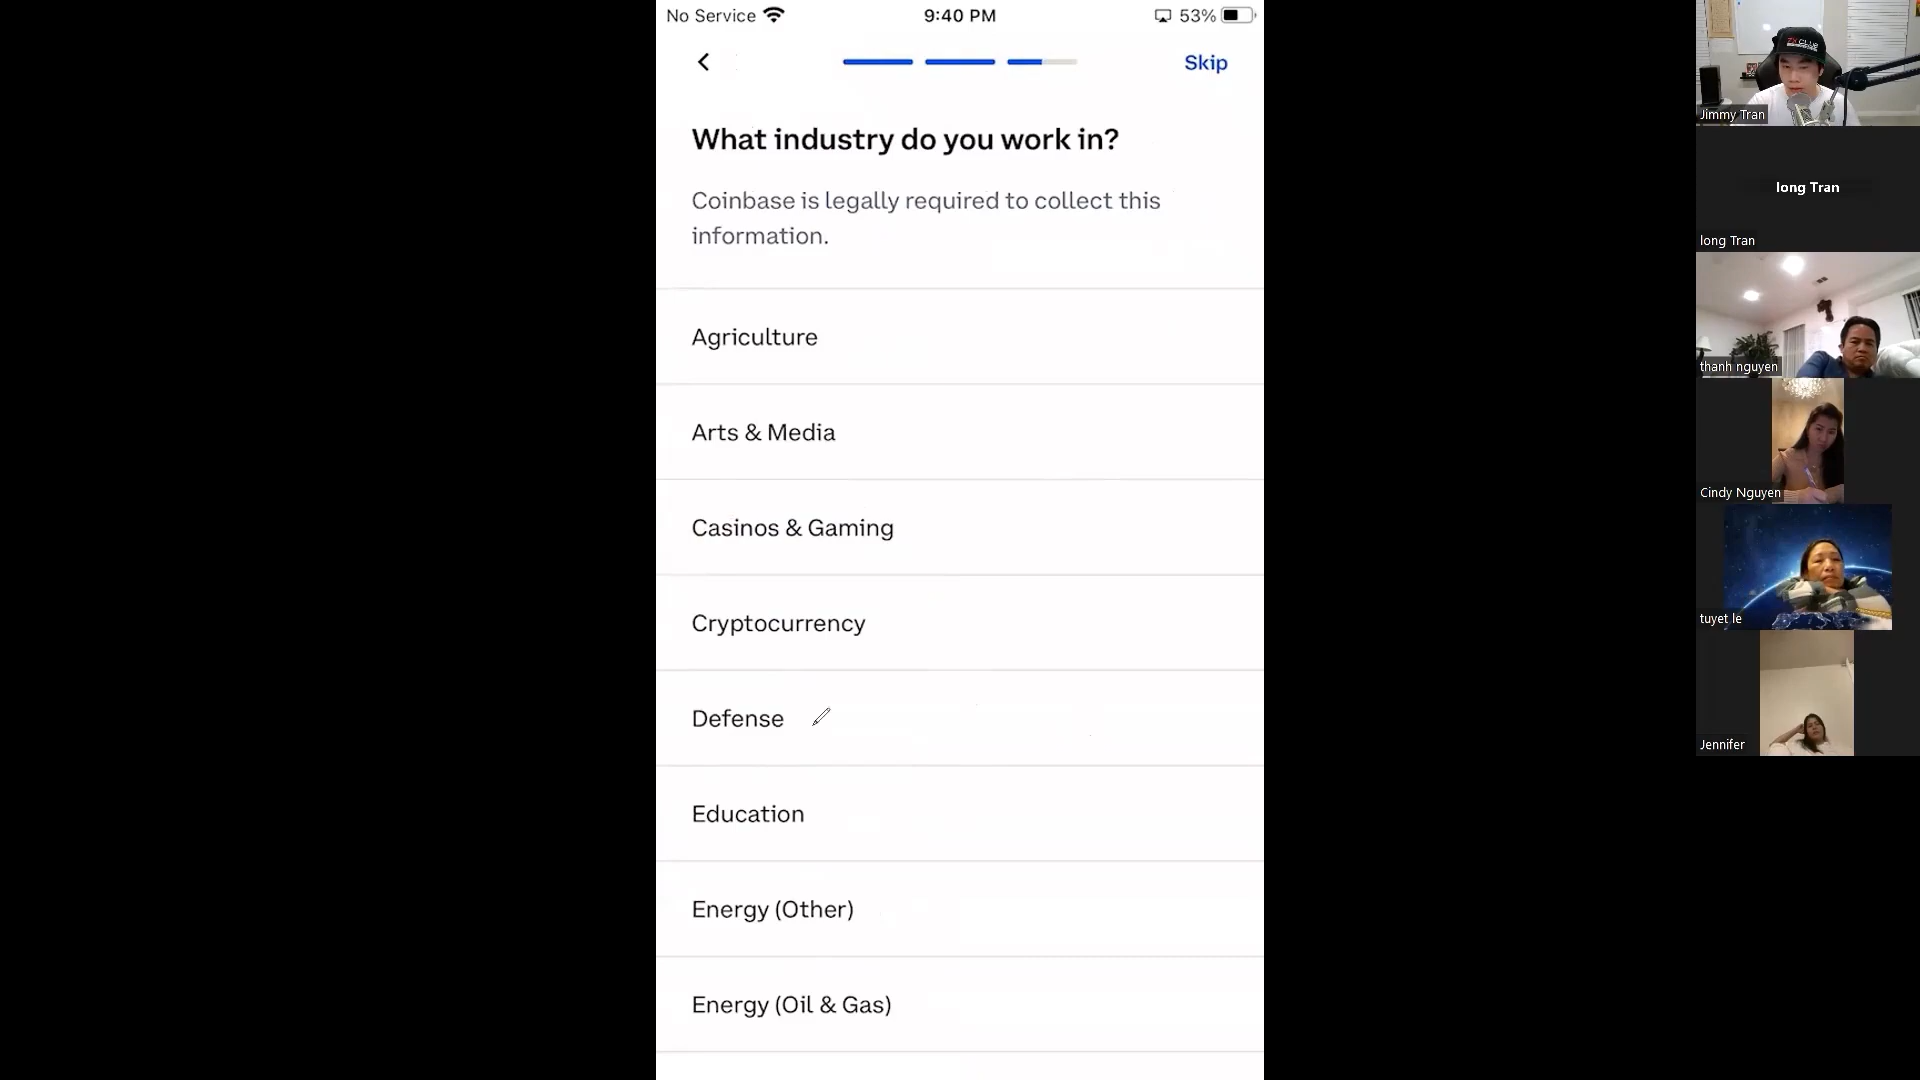 No Service
9:40 PM
53%
Skip
What industry do you work in?
Coinbase is legally required to collect this
information.
Agriculture
Arts & Media
Casinos & Gaming
Cryptocurrency
Defense
Education
Energy (Other)
Energy (Oil & Gas)
Jimmy Tran
long Tran
long Tran
thanh nguyen
Cindy Nguyen
tuyet le
Jennifer